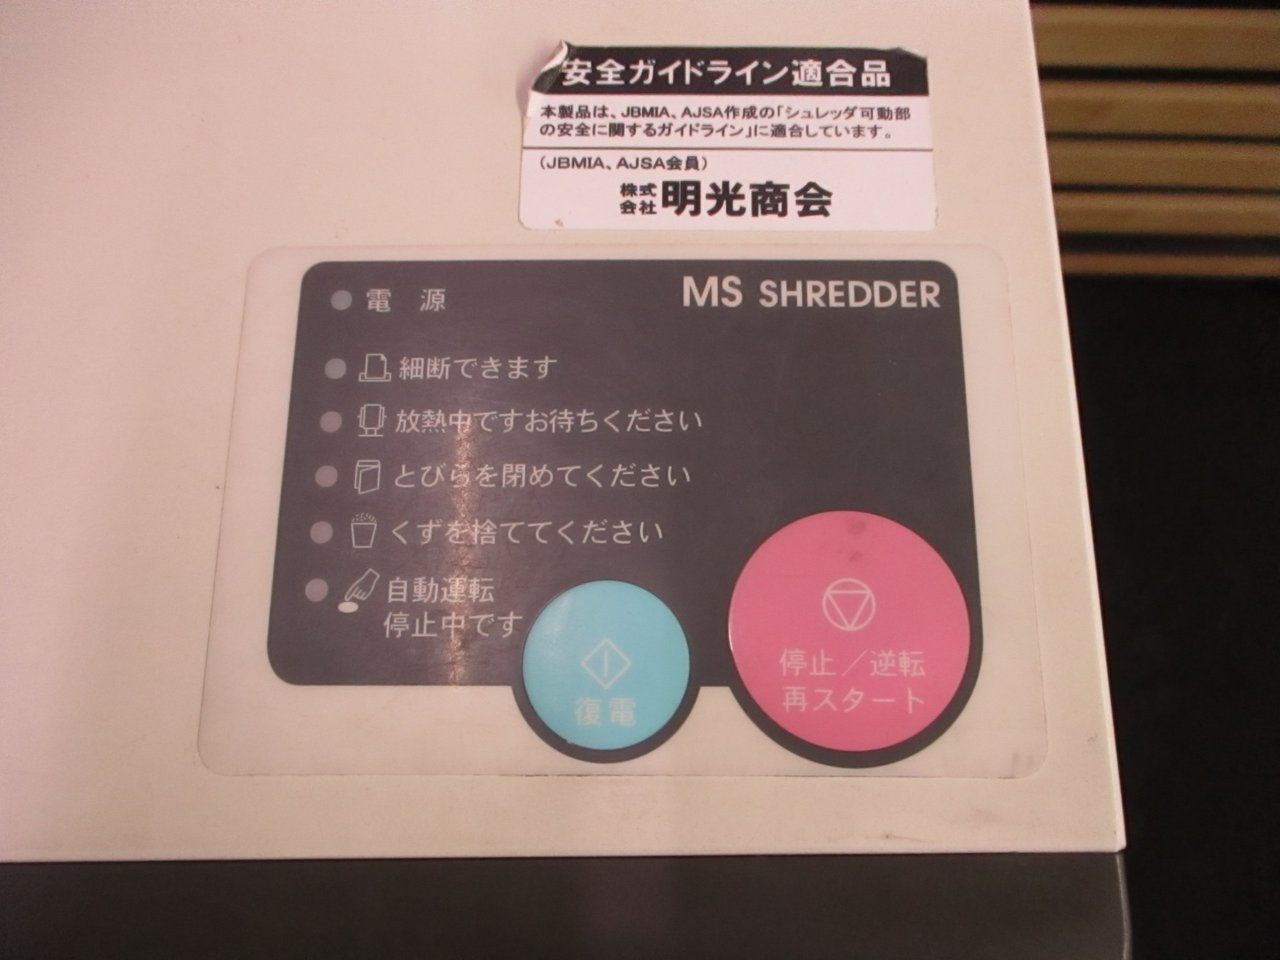 安全ガイドライン適合品
本製品は、JBMIA、AJSA作成の「シュレッダ可動部
の安全に関するガイドライン」に適合しています。
（JBMIA、AJSA会員）
株式会社 明光商会
MS SHREDDER
電源
細断できます
放熱中ですお待ちください
とびらを閉めてください
くずを捨ててください
自動運転
停止中です
復電
停止／逆転
再スタート